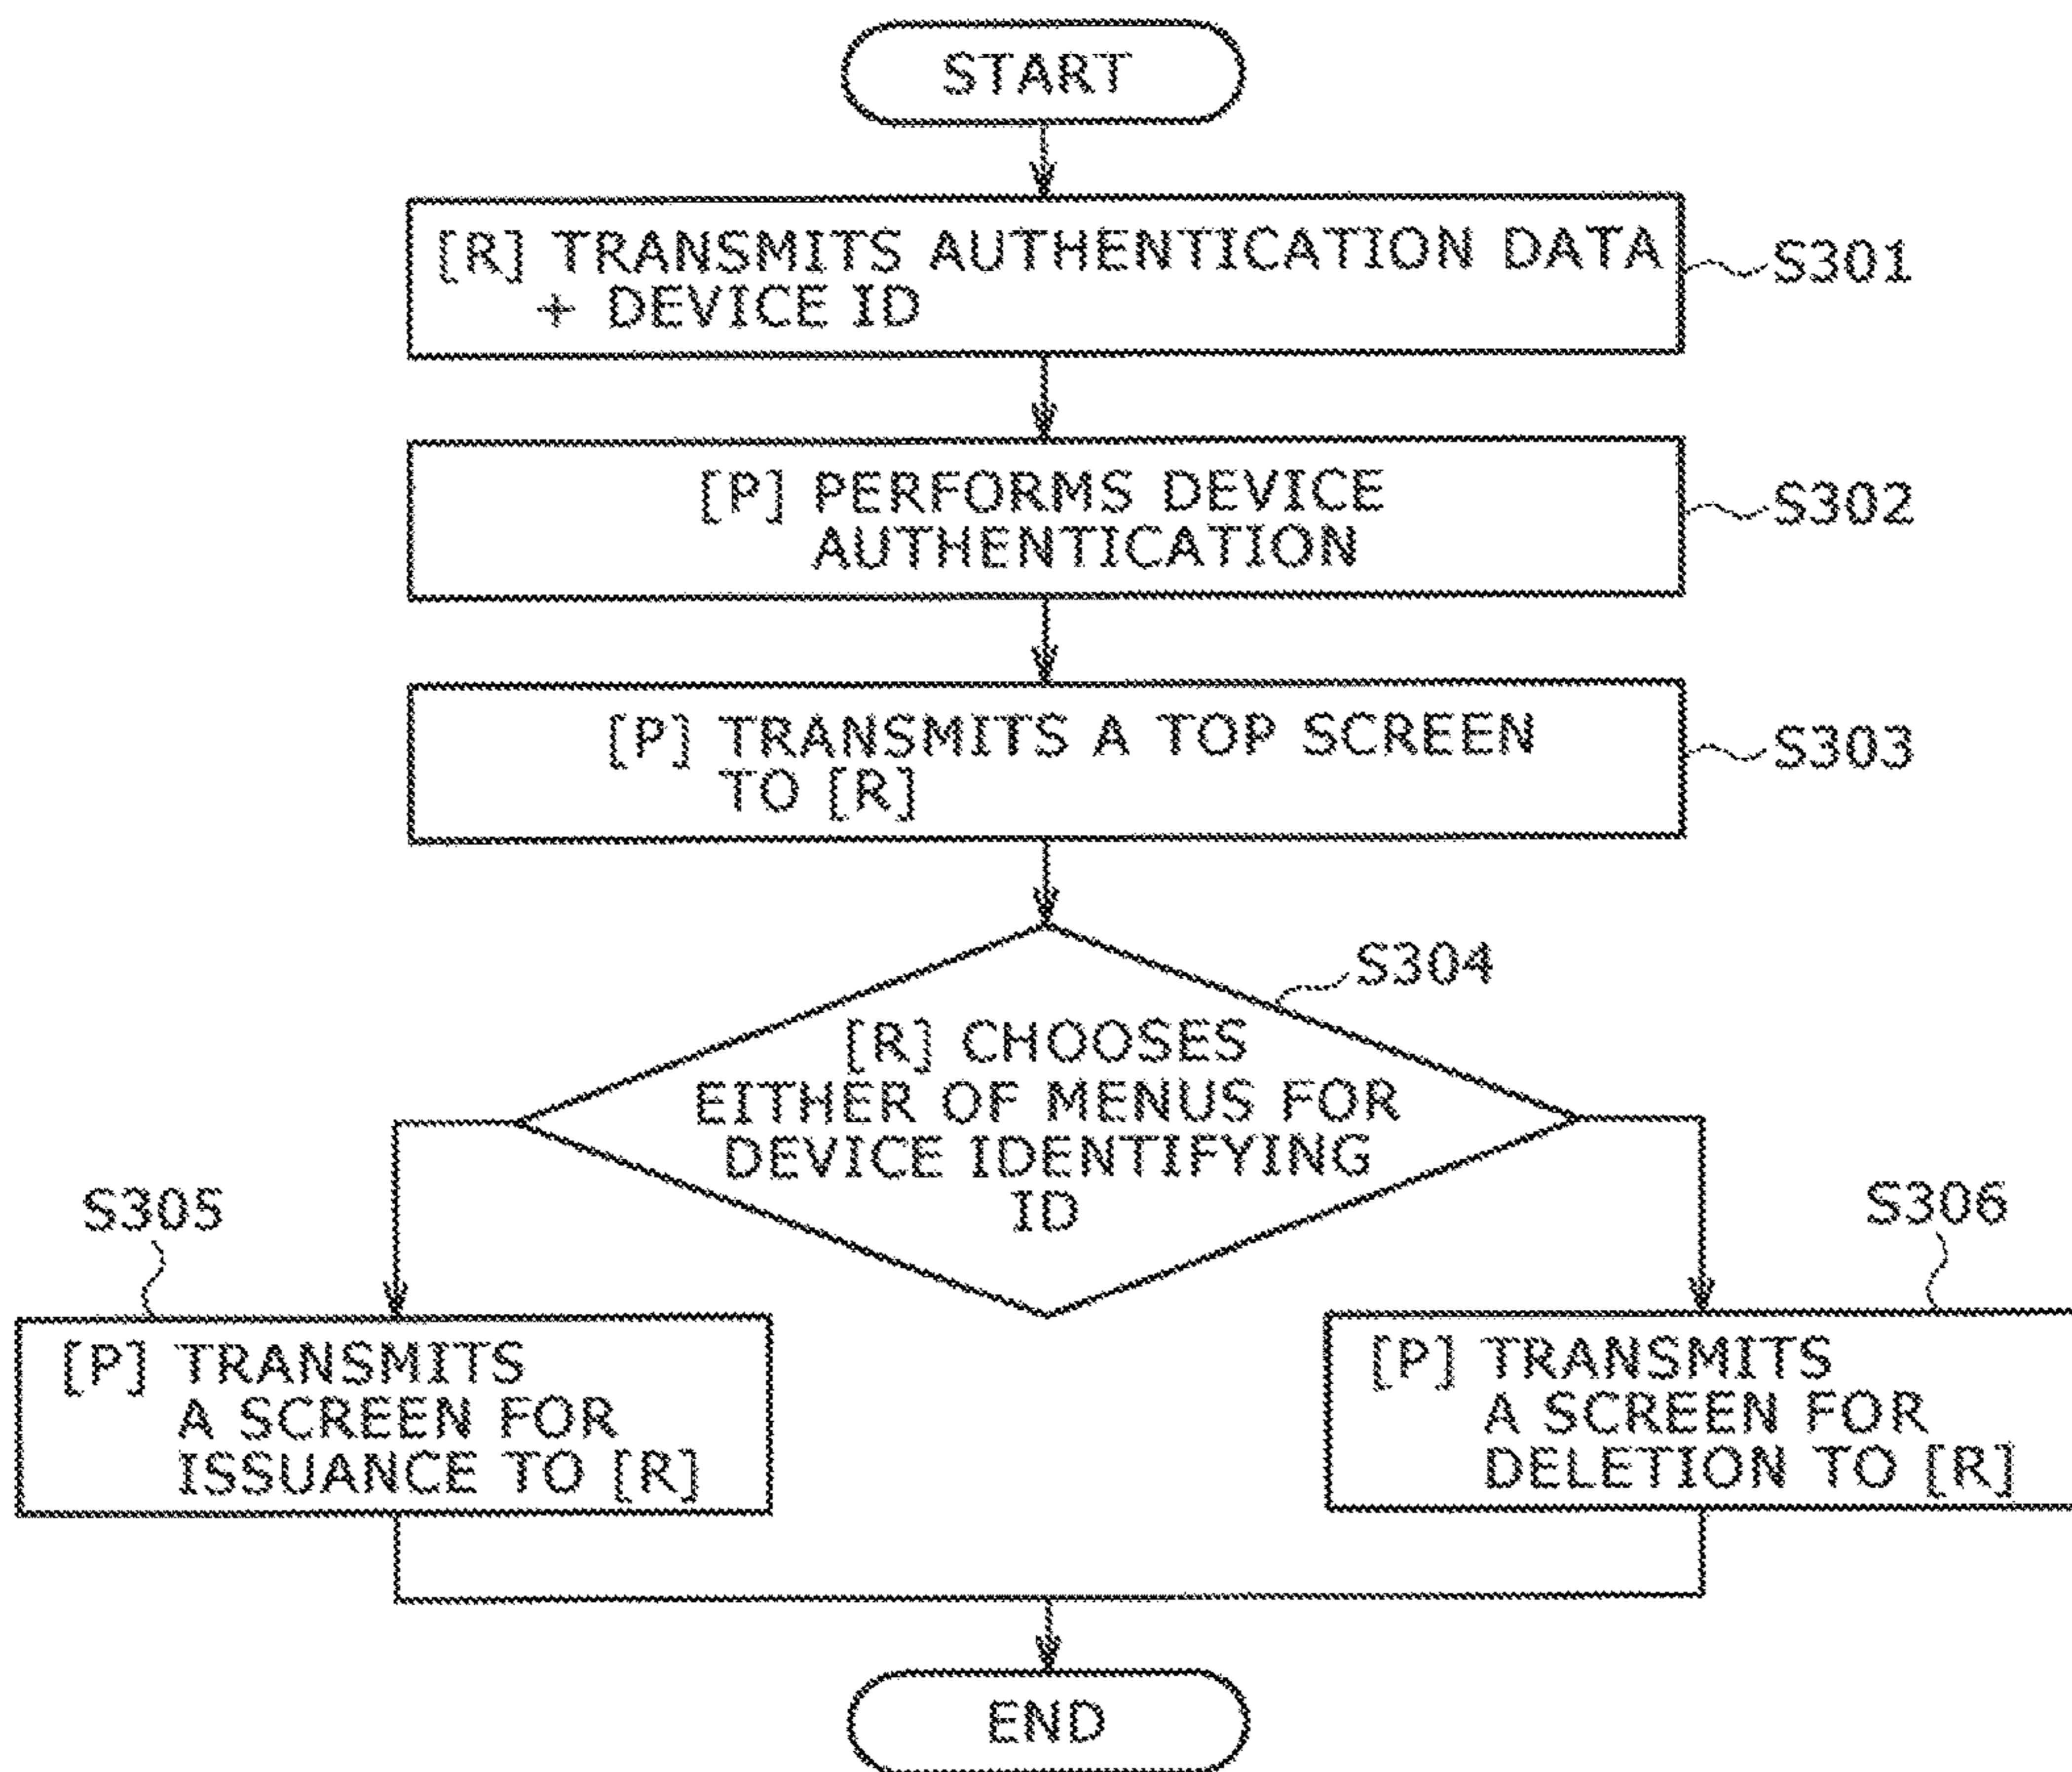 START
[R] TRANSMITS AUTHENTICATION DATA
+ DEVICE ID
S301
[P] PERFORMS DEVICE
AUTHENTICATION
S302
[P] TRANSMITS A TOP SCREEN
TO [R]
S303
S304
[R] CHOOSES
EITHER OF MENUS FOR
DEVICE IDENTIFYING
ID
S305
[P] TRANSMITS
A SCREEN FOR
ISSUANCE TO [R]
S306
[P] TRANSMITS
A SCREEN FOR
DELETION TO [R]
END